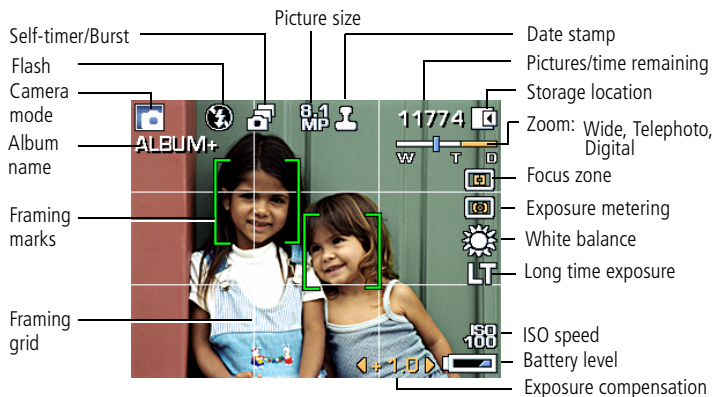 Picture size
Self-timer/Burst
Date stamp
Flash
Pictures/time remaining
Camera
mode
Storage location
Album
name
Zoom: Wide, Telephoto,
Digital
8.1
MP
11774
ALBUM+
W T D
Focus zone
Framing
marks
Exposure metering
White balance
LT
Long time exposure
Framing
grid
ISO
100
ISO speed
Battery level
+1.0
Exposure compensation